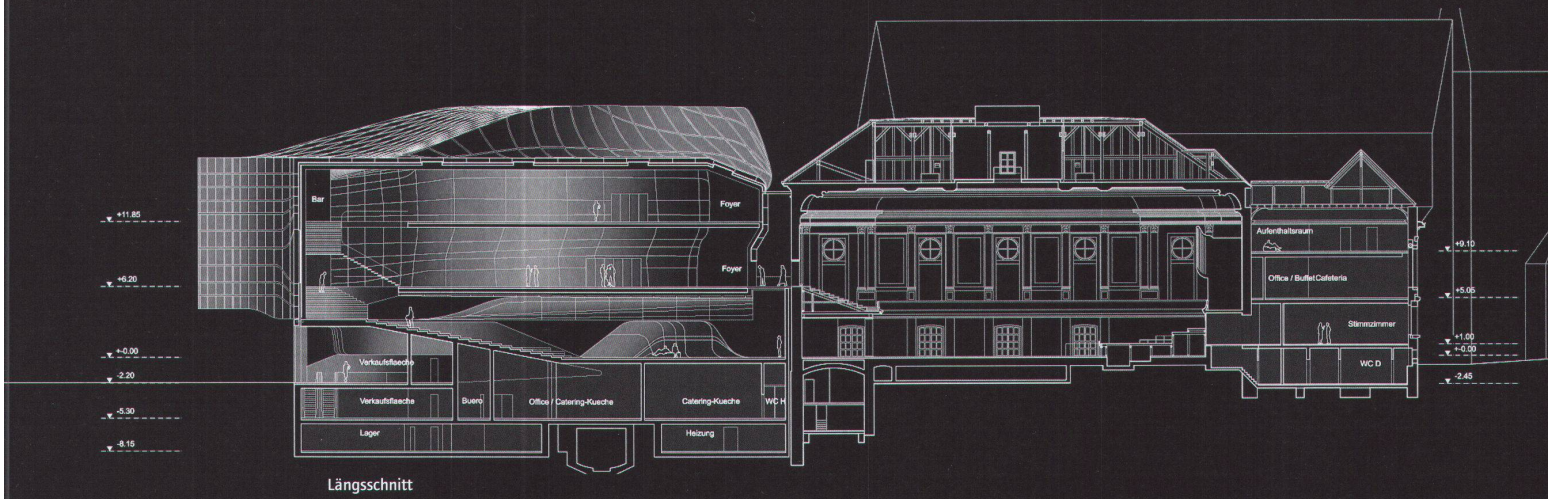 Bar
Foyer
+11.85
Foyer
+6.20
+-0.00
Verkaufsflaeche
-2.20
Verkaufsflaeche
Buero
Office / Catering-Kueche
Catering-Kueche
WC H
-5.30
Lager
Heizung
-8.15
Aufenthaltsraum
+9.10
Office / BuffetCafeteria
+5.05
Stimmzimmer
+1.00
+-0.00
WC D
-2.45
Längsschnitt